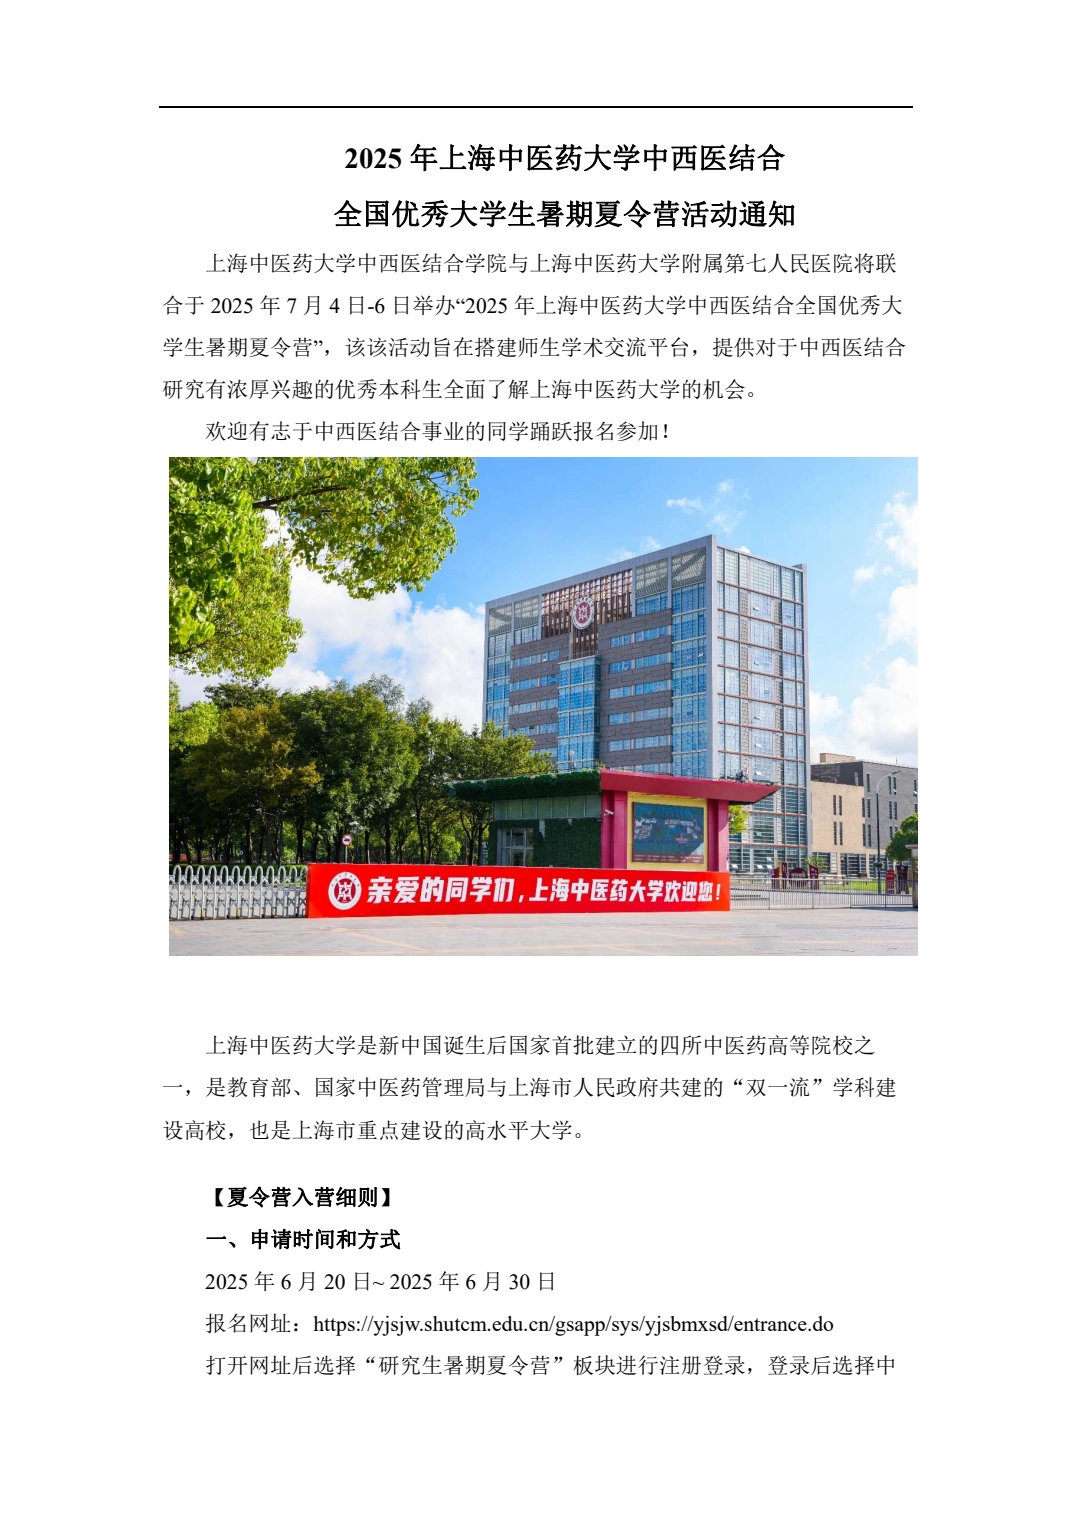 2025 年上海中医药大学中西医结合
全国优秀大学生暑期夏令营活动通知
上海中医药大学中西医结合学院与上海中医药大学附属第七人民医院将联
合于 2025 年 7 月 4 日-6 日举办“2025 年上海中医药大学中西医结合全国优秀大
学生暑期夏令营”，该该活动旨在搭建师生学术交流平台，提供对于中西医结合
研究有浓厚兴趣的优秀本科生全面了解上海中医药大学的机会。
欢迎有志于中西医结合事业的同学踊跃报名参加！
亲爱的同学们，上海中医药大学欢迎您！
上海中医药大学是新中国诞生后国家首批建立的四所中医药高等院校之
一，是教育部、国家中医药管理局与上海市人民政府共建的“双一流”学科建
设高校，也是上海市重点建设的高水平大学。
【夏令营入营细则】
一、申请时间和方式
2025 年 6 月 20 日~ 2025 年 6 月 30 日
报名网址：https://yjsjw.shutcm.edu.cn/gsapp/sys/yjsbmxsd/entrance.do
打开网址后选择“研究生暑期夏令营”板块进行注册登录，登录后选择中